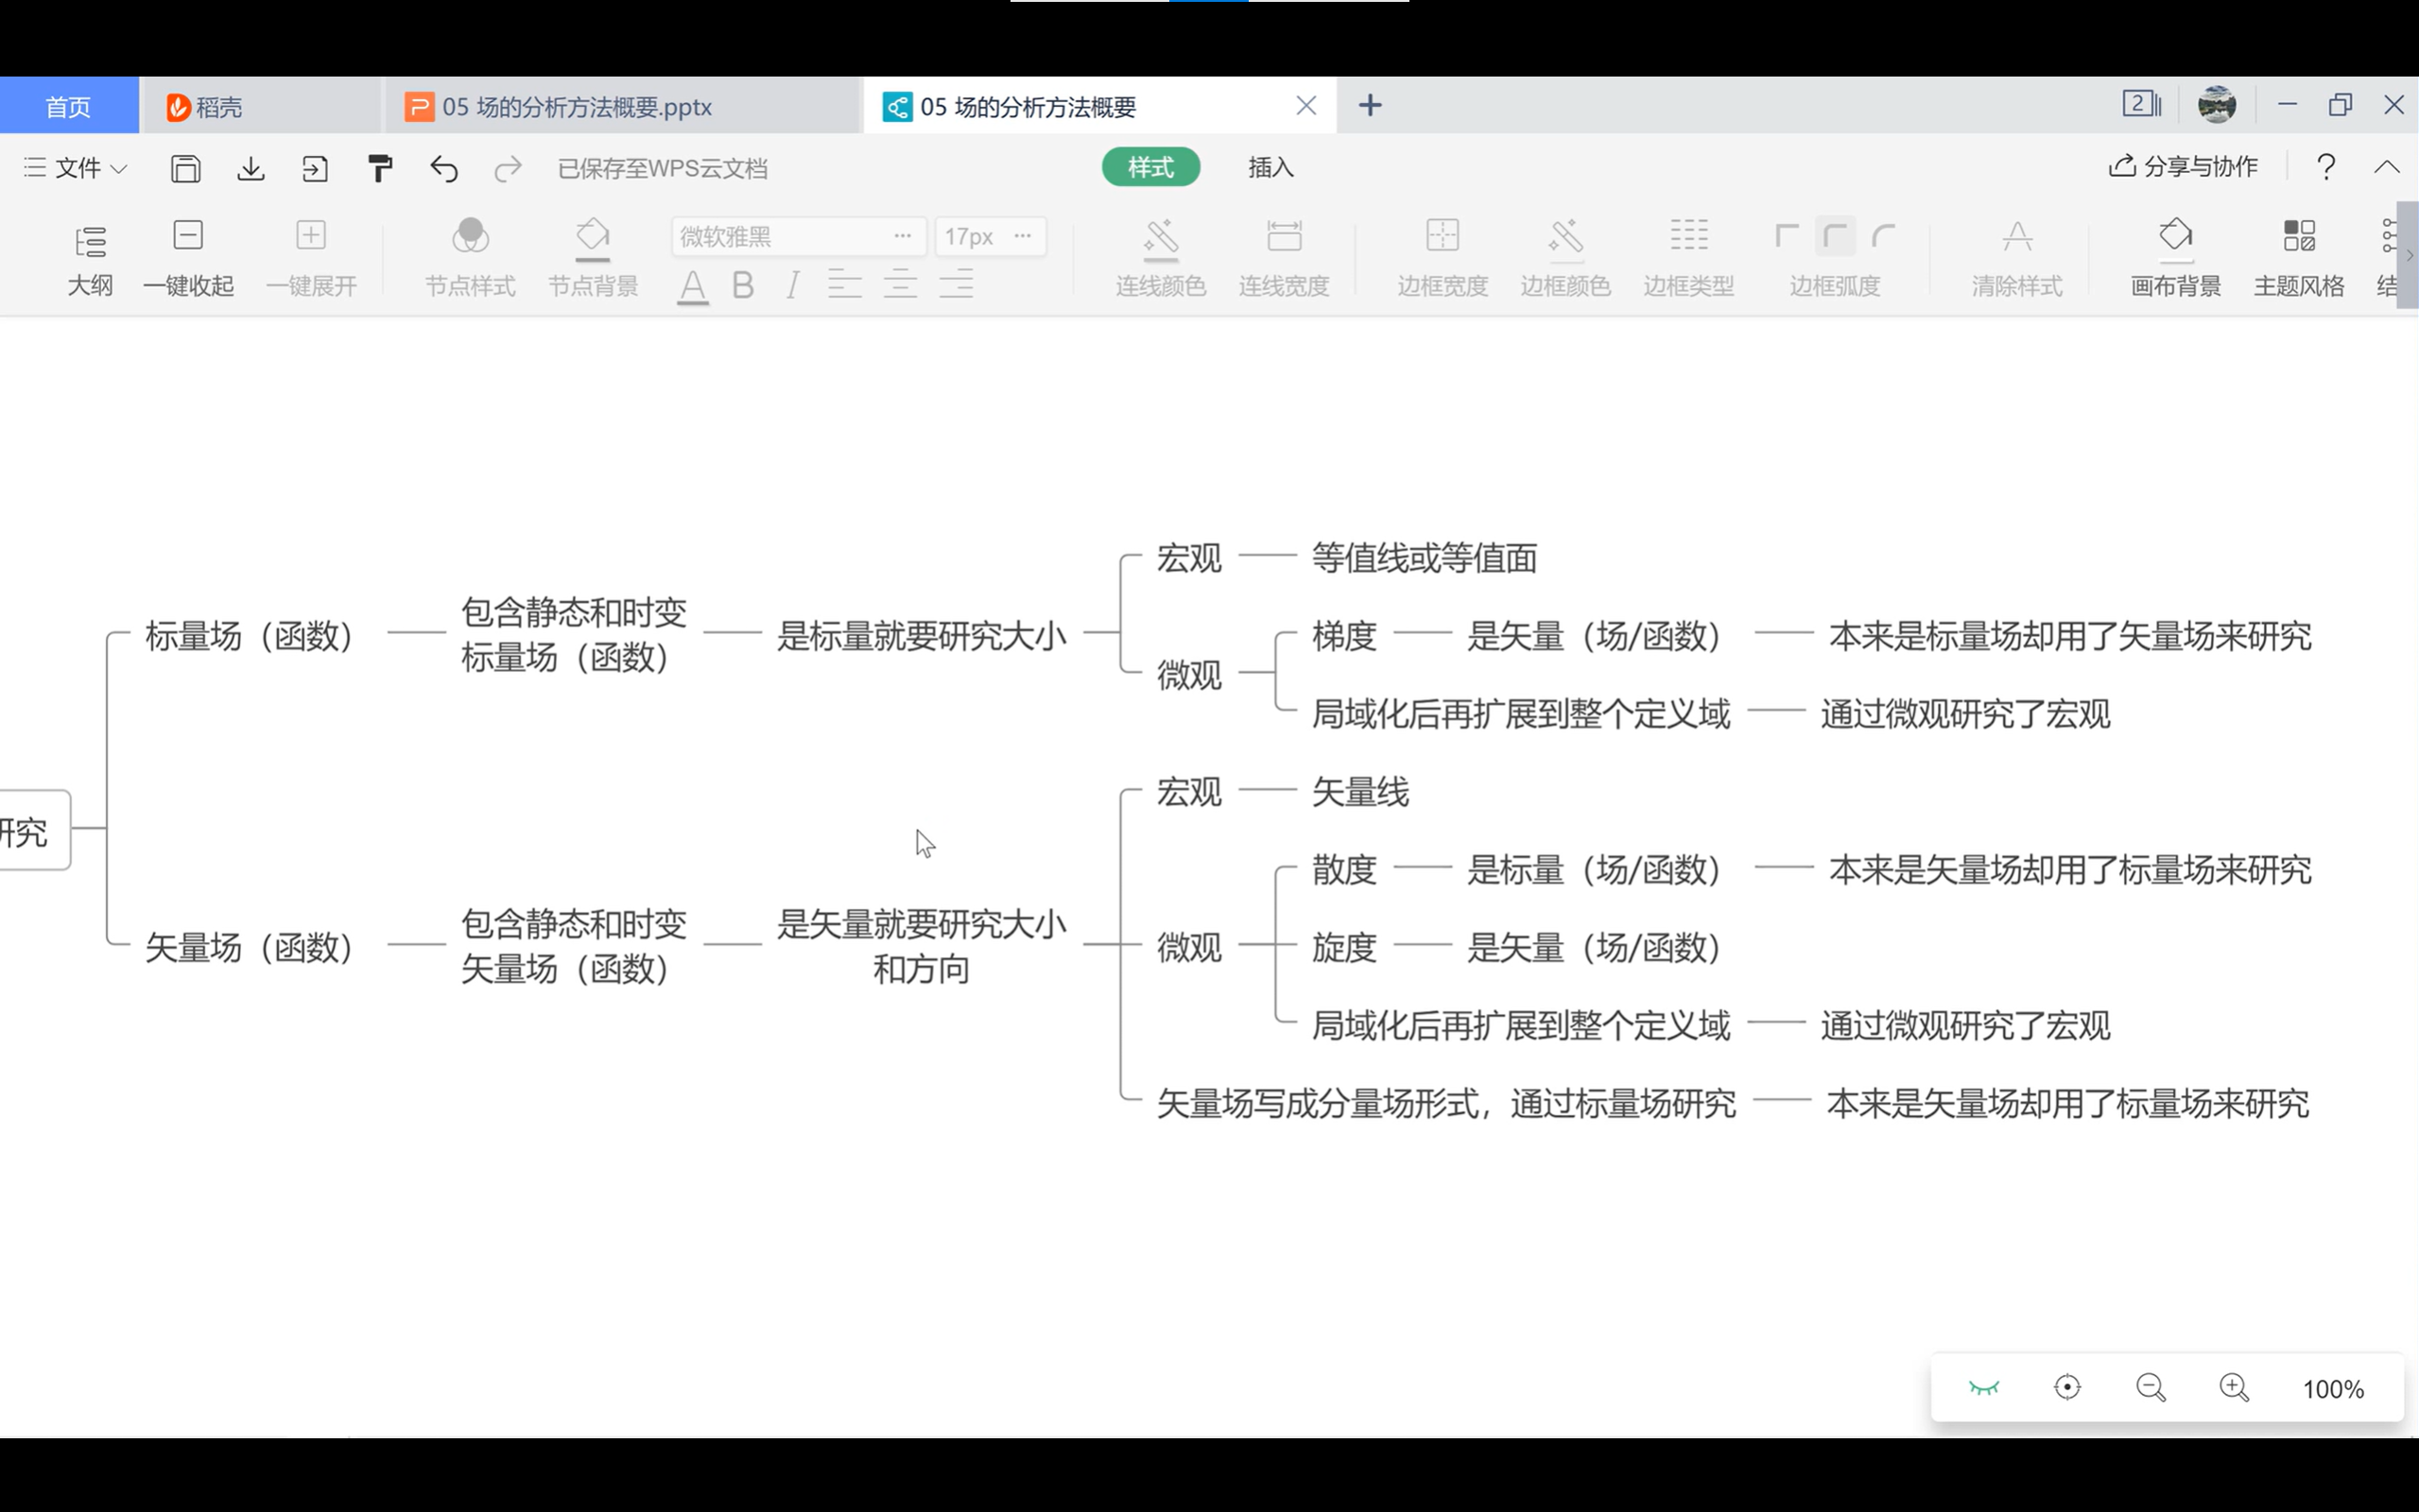 首页
稻壳
05 场的分析方法概要.pptx
05 场的分析方法概要
2
文件
已保存至WPS云文档
样式
插入
分享与协作
大纲
一键收起
一键展开
节点样式
节点背景
微软雅黑
17px
A B I
连线颜色
连线宽度
边框宽度
边框颜色
边框类型
边框弧度
清除样式
画布背景
主题风格
结
宏观
等值线或等值面
标量场（函数）
包含静态和时变
标量场（函数）
是标量就要研究大小
微观
梯度
是矢量（场/函数）
本来是标量场却用了矢量场来研究
局域化后再扩展到整个定义域
通过微观研究了宏观
研究
宏观
矢量线
矢量场（函数）
包含静态和时变
矢量场（函数）
是矢量就要研究大小
和方向
微观
散度
是标量（场/函数）
本来是矢量场却用了标量场来研究
旋度
是矢量（场/函数）
局域化后再扩展到整个定义域
通过微观研究了宏观
矢量场写成分量场形式，通过标量场研究
本来是矢量场却用了标量场来研究
100%